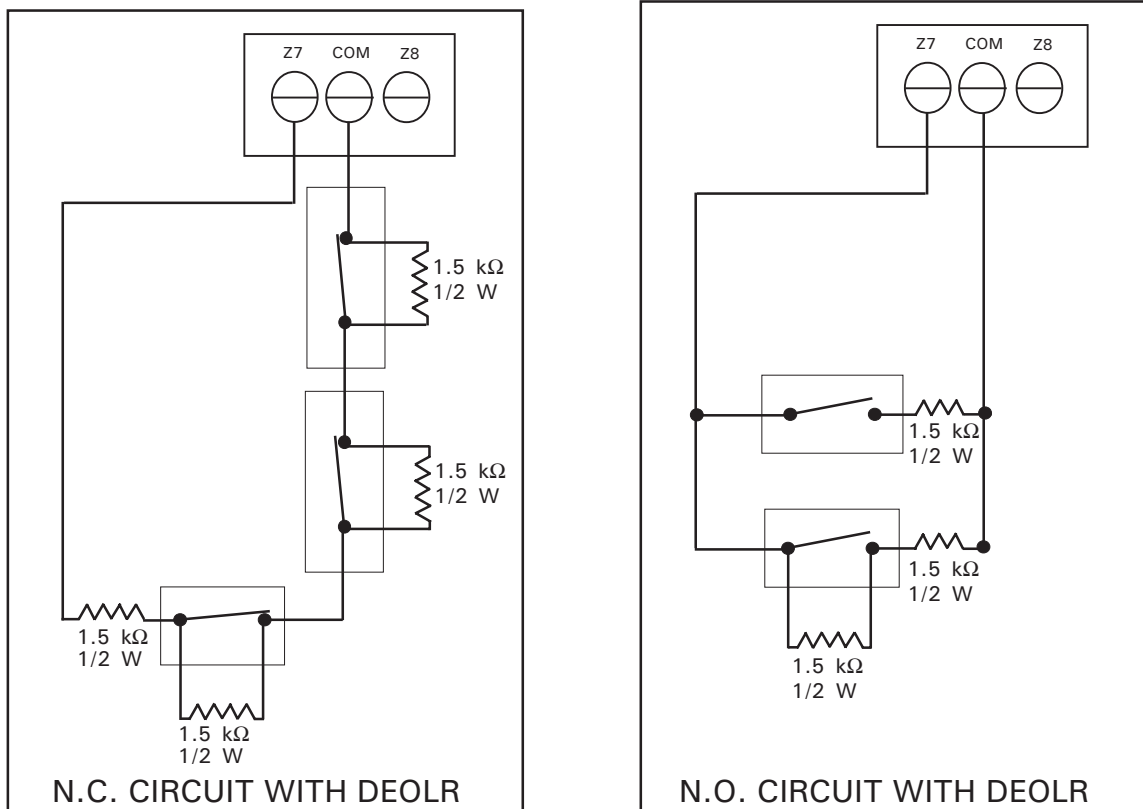 Z7 COM Z8
1.5 kΩ
1/2 W
1.5 kΩ
1/2 W
1.5 kΩ
1/2 W
1.5 kΩ
1/2 W
N.C. CIRCUIT WITH DEOLR
Z7 COM Z8
1.5 kΩ
1/2 W
1.5 kΩ
1/2 W
1.5 kΩ
1/2 W
N.O. CIRCUIT WITH DEOLR